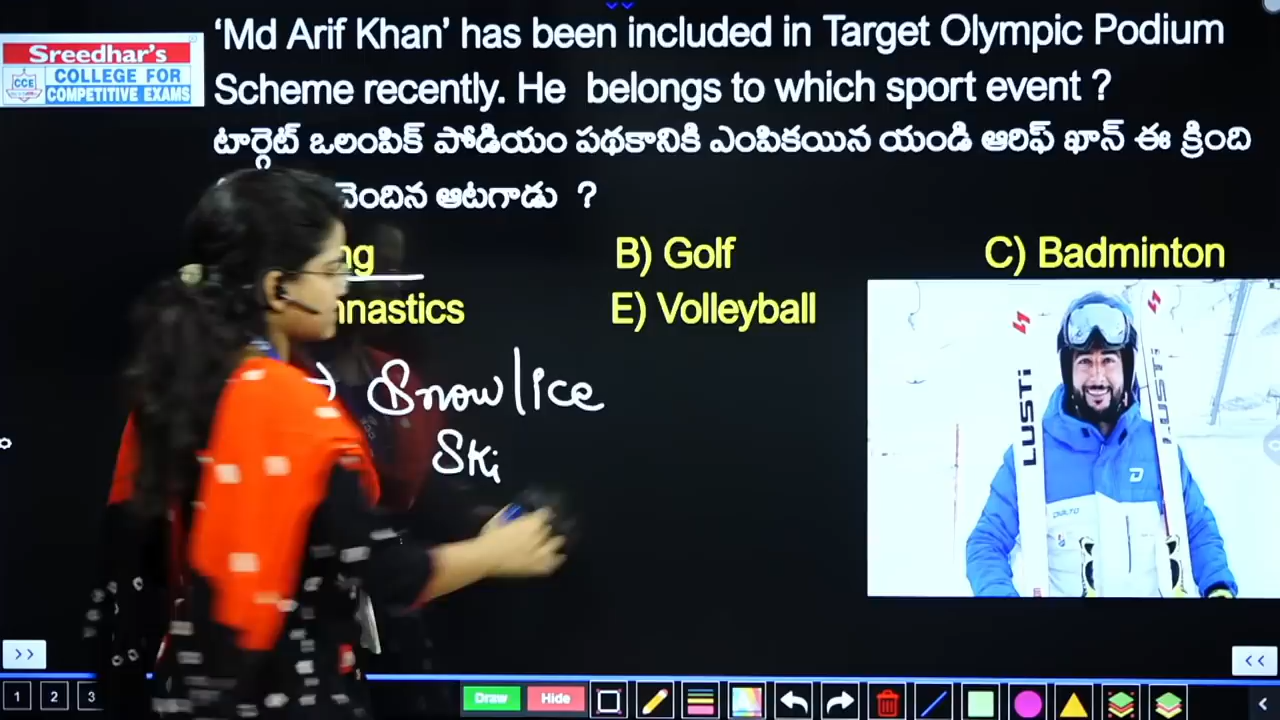 Sreedhar's
CCE
COLLEGE FOR
COMPETITIVE EXAMS
‘Md Arif Khan’ has been included in Target Olympic Podium
Scheme recently. He belongs to which sport event ?
టార్గెట్ ఒలంపిక్ పోడియం పథకానికి ఎంపికయిన యండి ఆరిఫ్ ఖాన్ ఈ క్రింది
చెందిన ఆటగాడు ?
ng B) Golf C) Badminton
nnastics E) Volleyball
→ Snow/ice
Ski
LUSTi
LUSTi
>>
<<
1 2 3 Draw Hide